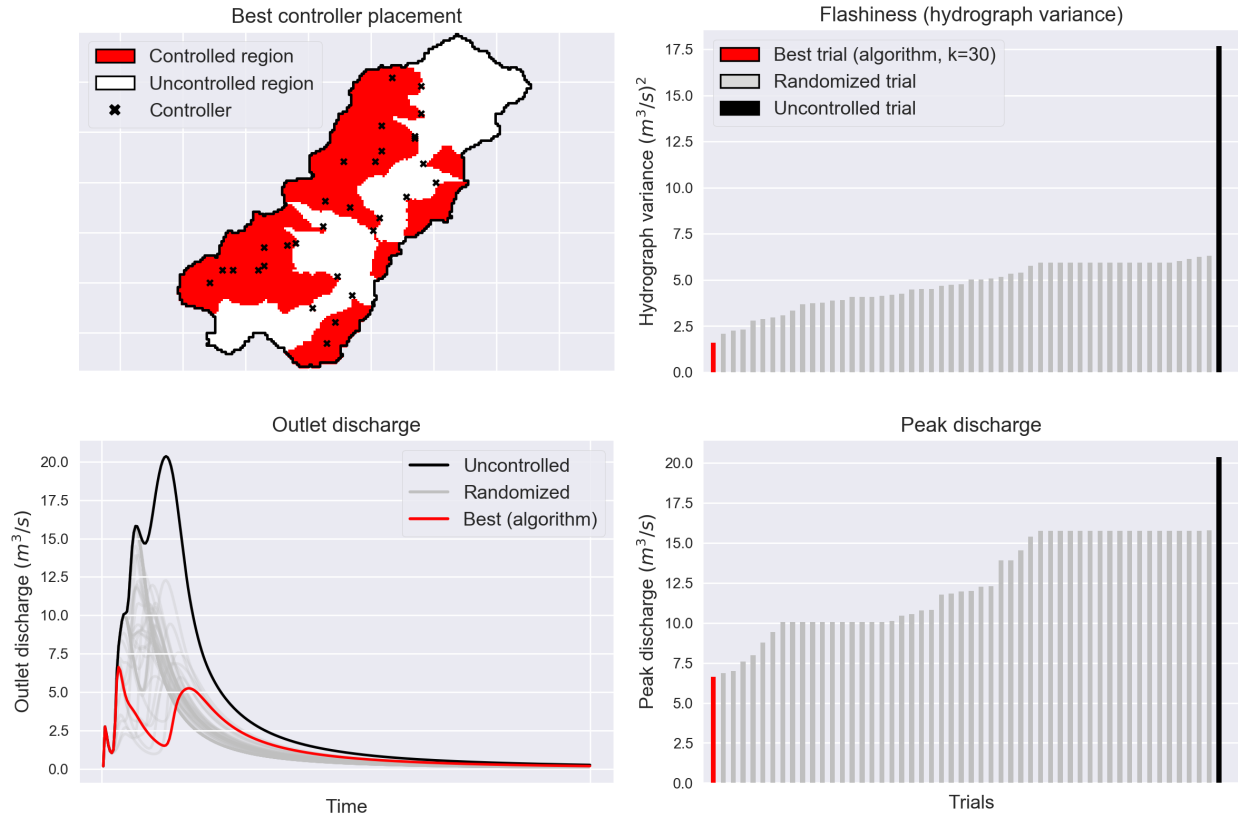 Best controller placement
Controlled region
Uncontrolled region
Controller
Flashiness (hydrograph variance)
Hydrograph variance (m³/s)²
17.5
15.0
12.5
10.0
7.5
5.0
2.5
0.0
Best trial (algorithm, k=30)
Randomized trial
Uncontrolled trial
Outlet discharge
Outlet discharge (m³/s)
20.0
17.5
15.0
12.5
10.0
7.5
5.0
2.5
0.0
Uncontrolled
Randomized
Best (algorithm)
Time
Peak discharge
Peak discharge (m³/s)
20.0
17.5
15.0
12.5
10.0
7.5
5.0
2.5
0.0
Trials